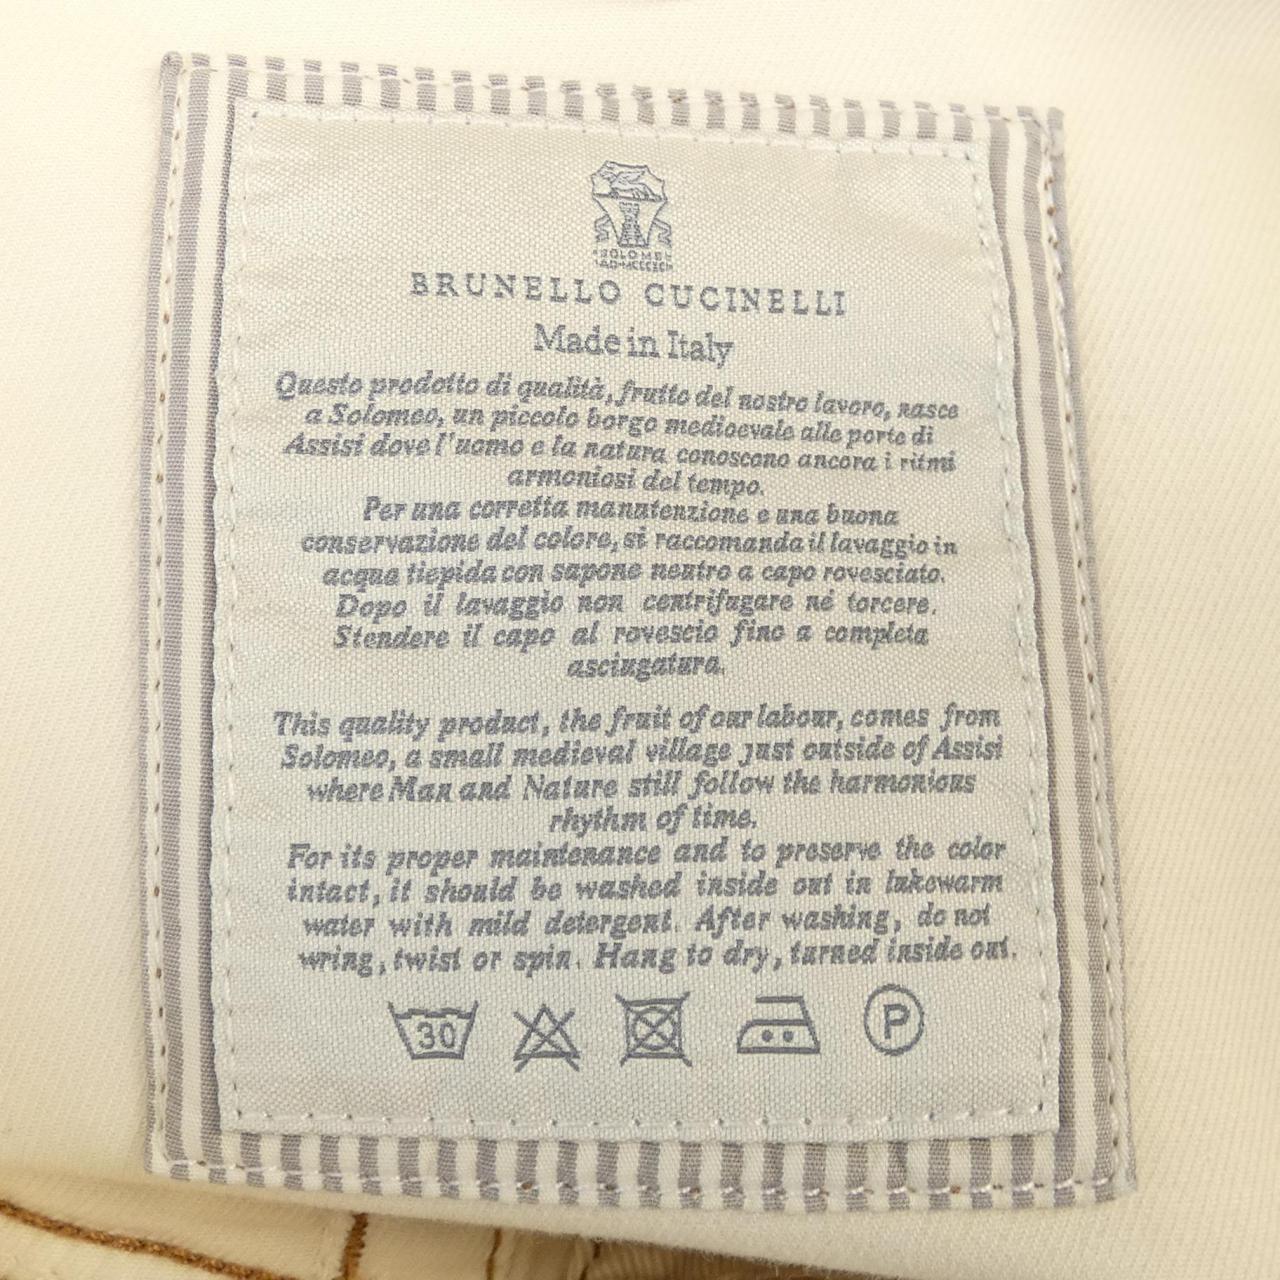 BRUNELLO CUCINELLI
Made in Italy
Questo prodotto di qualità, frutto del nostro lavoro, nasce
a Solomeo, un piccolo borgo medioevale alle porte di
Assisi dove l'uomo e la natura conoscono ancora i ritmi
armoniosi del tempo.
Per una corretta manutenzione e una buona
conservazione del colore, si raccomanda il lavaggio in
acqua tiepida con sapone neutro a capo rovesciato.
Dopo il lavaggio non centrifugare né torcere.
Stendere il capo al rovescio fino a completa
asciugatura.
This quality product, the fruit of our labour, comes from
Solomeo, a small medieval village just outside of Assisi
where Man and Nature still follow the harmonious
rhythm of time.
For its proper maintenance and to preserve the color
intact, it should be washed inside out in lukewarm
water with mild detergent. After washing, do not
wring, twist or spin. Hang to dry, turned inside out.
30 P